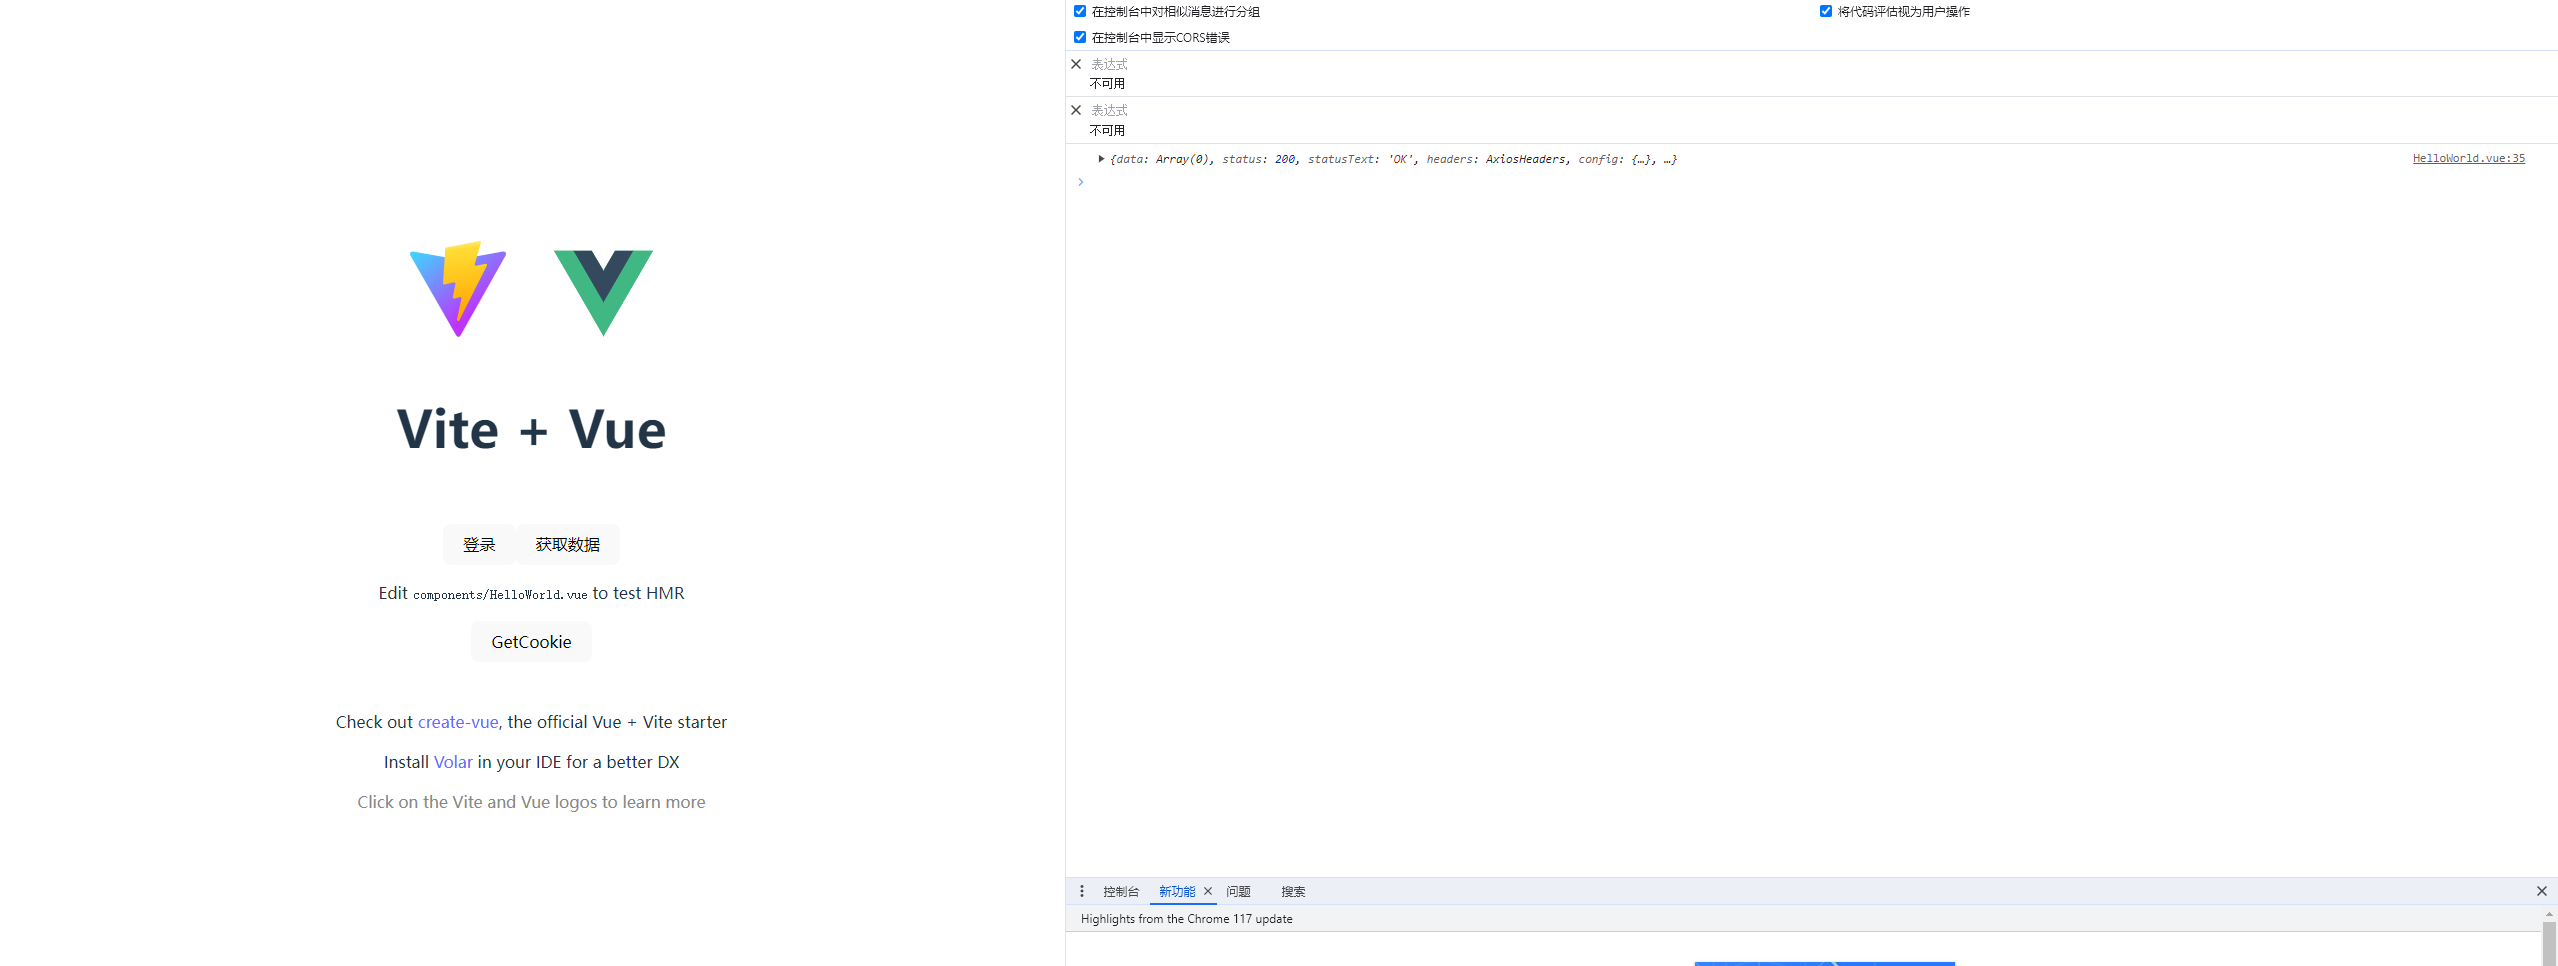 Vite + Vue
登录 获取数据
Edit components/HelloWorld.vue to test HMR
GetCookie
Check out create-vue, the official Vue + Vite starter
Install Volar in your IDE for a better DX
Click on the Vite and Vue logos to learn more
在控制台中对相似消息进行分组 将代码评估视为用户操作
在控制台中显示CORS错误
表达式
不可用
表达式
不可用
{data: Array(0), status: 200, statusText: 'OK', headers: AxiosHeaders, config: {…}, …} HelloWorld.vue:35
控制台 新功能 问题 搜索
Highlights from the Chrome 117 update